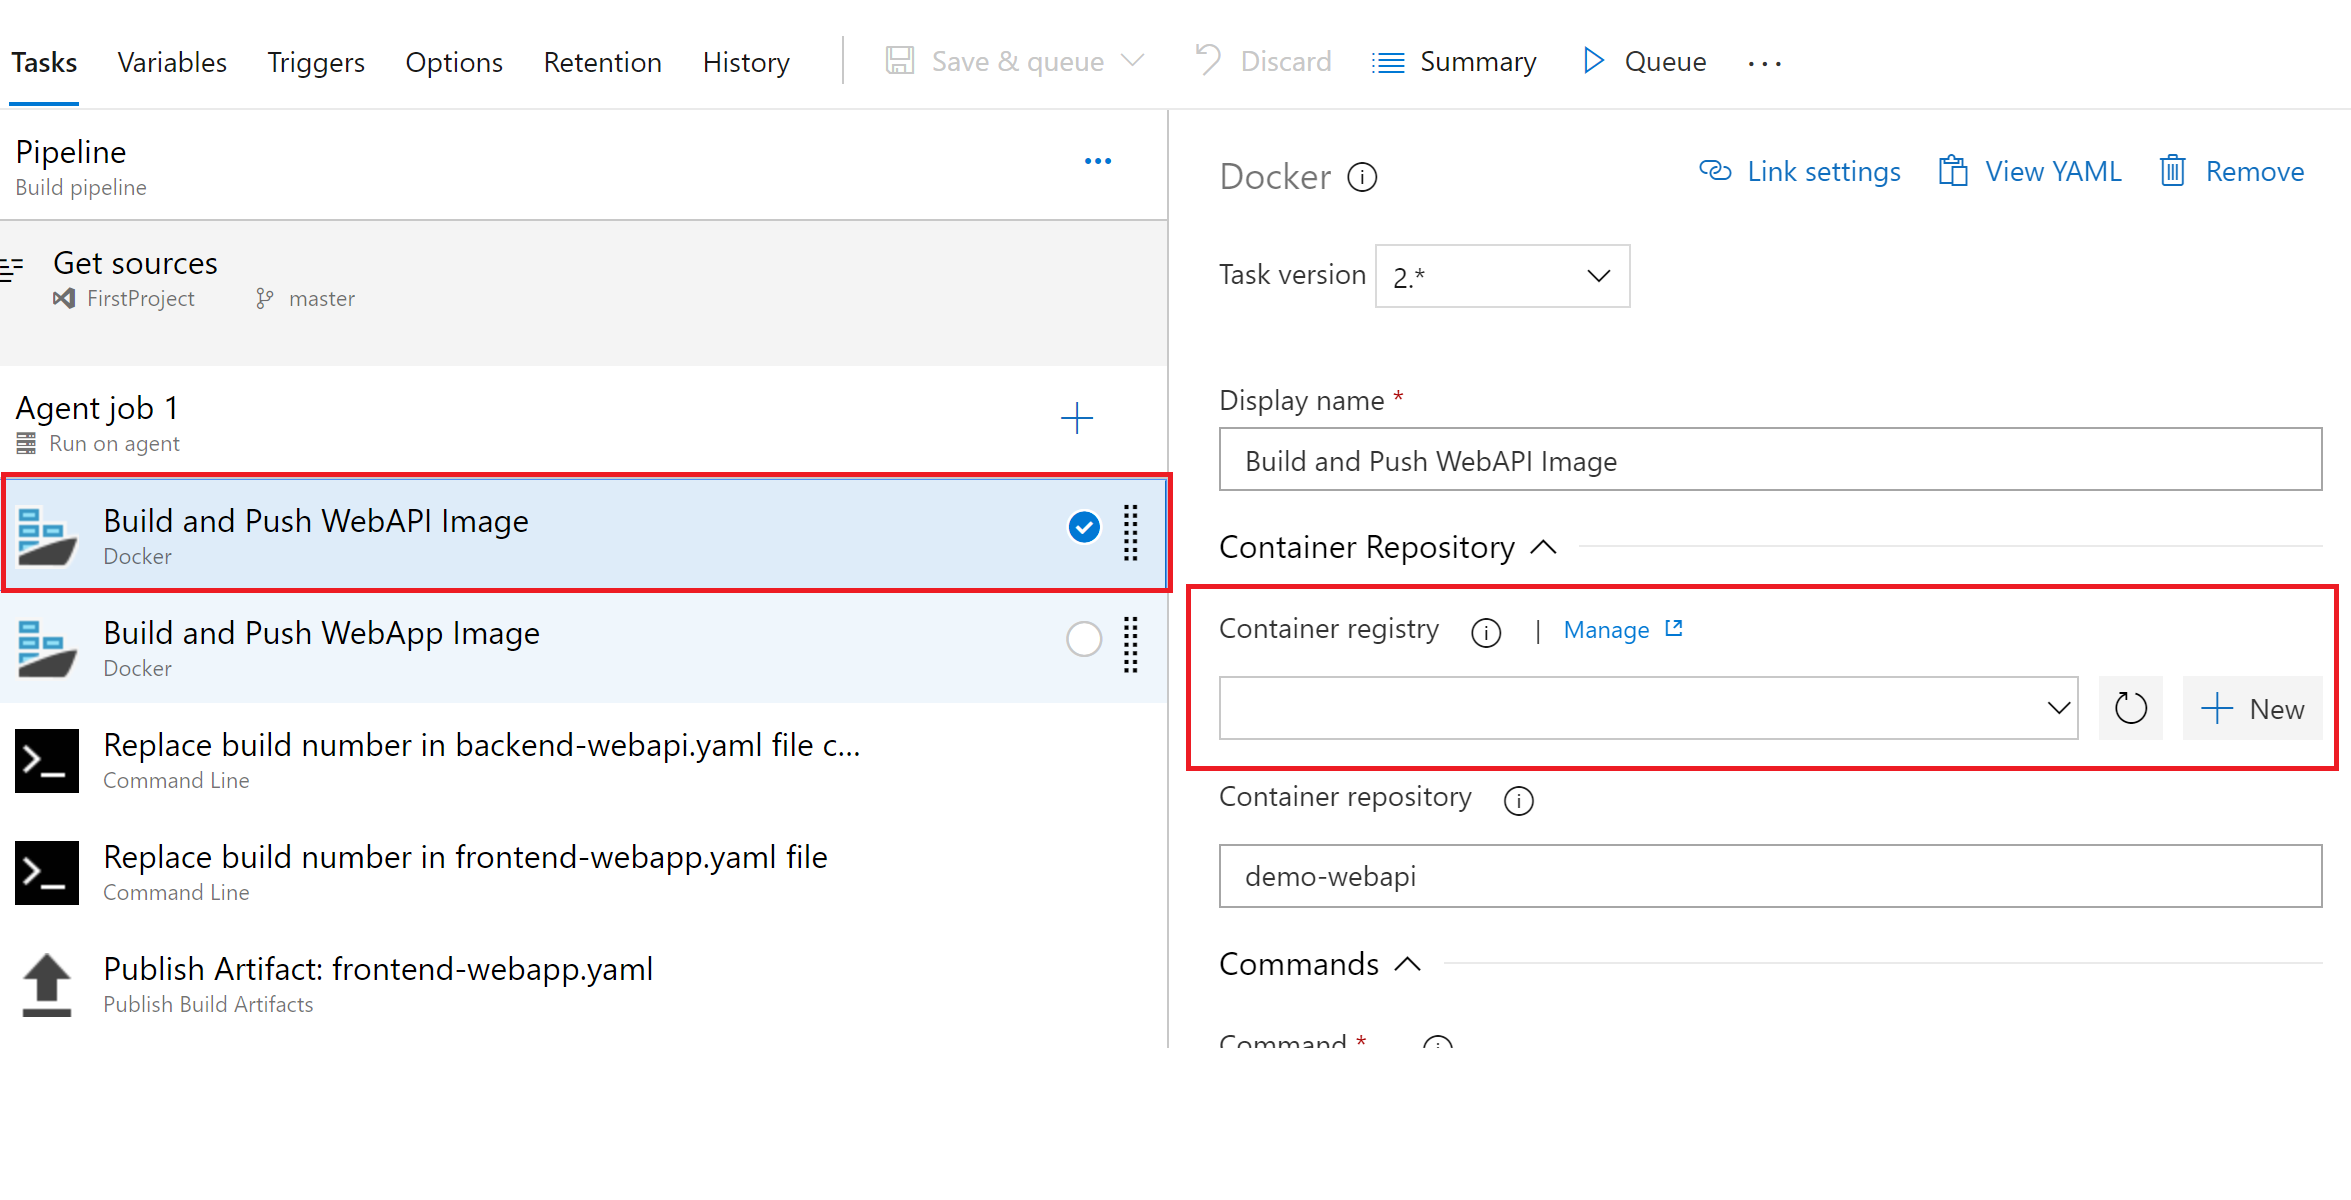 Tasks Variables Triggers Options Retention History Save & queue Discard Summary Queue ...
Pipeline
Build pipeline
Get sources
FirstProject master
Agent job 1
Run on agent
Build and Push WebAPI Image
Docker
Build and Push WebApp Image
Docker
Replace build number in backend-webapi.yaml file c...
Command Line
Replace build number in frontend-webapp.yaml file
Command Line
Publish Artifact: frontend-webapp.yaml
Publish Build Artifacts
Docker Link settings View YAML Remove
Task version 2.*
Display name *
Build and Push WebAPI Image
Container Repository
Container registry | Manage
New
Container repository
demo-webapi
Commands
Command *